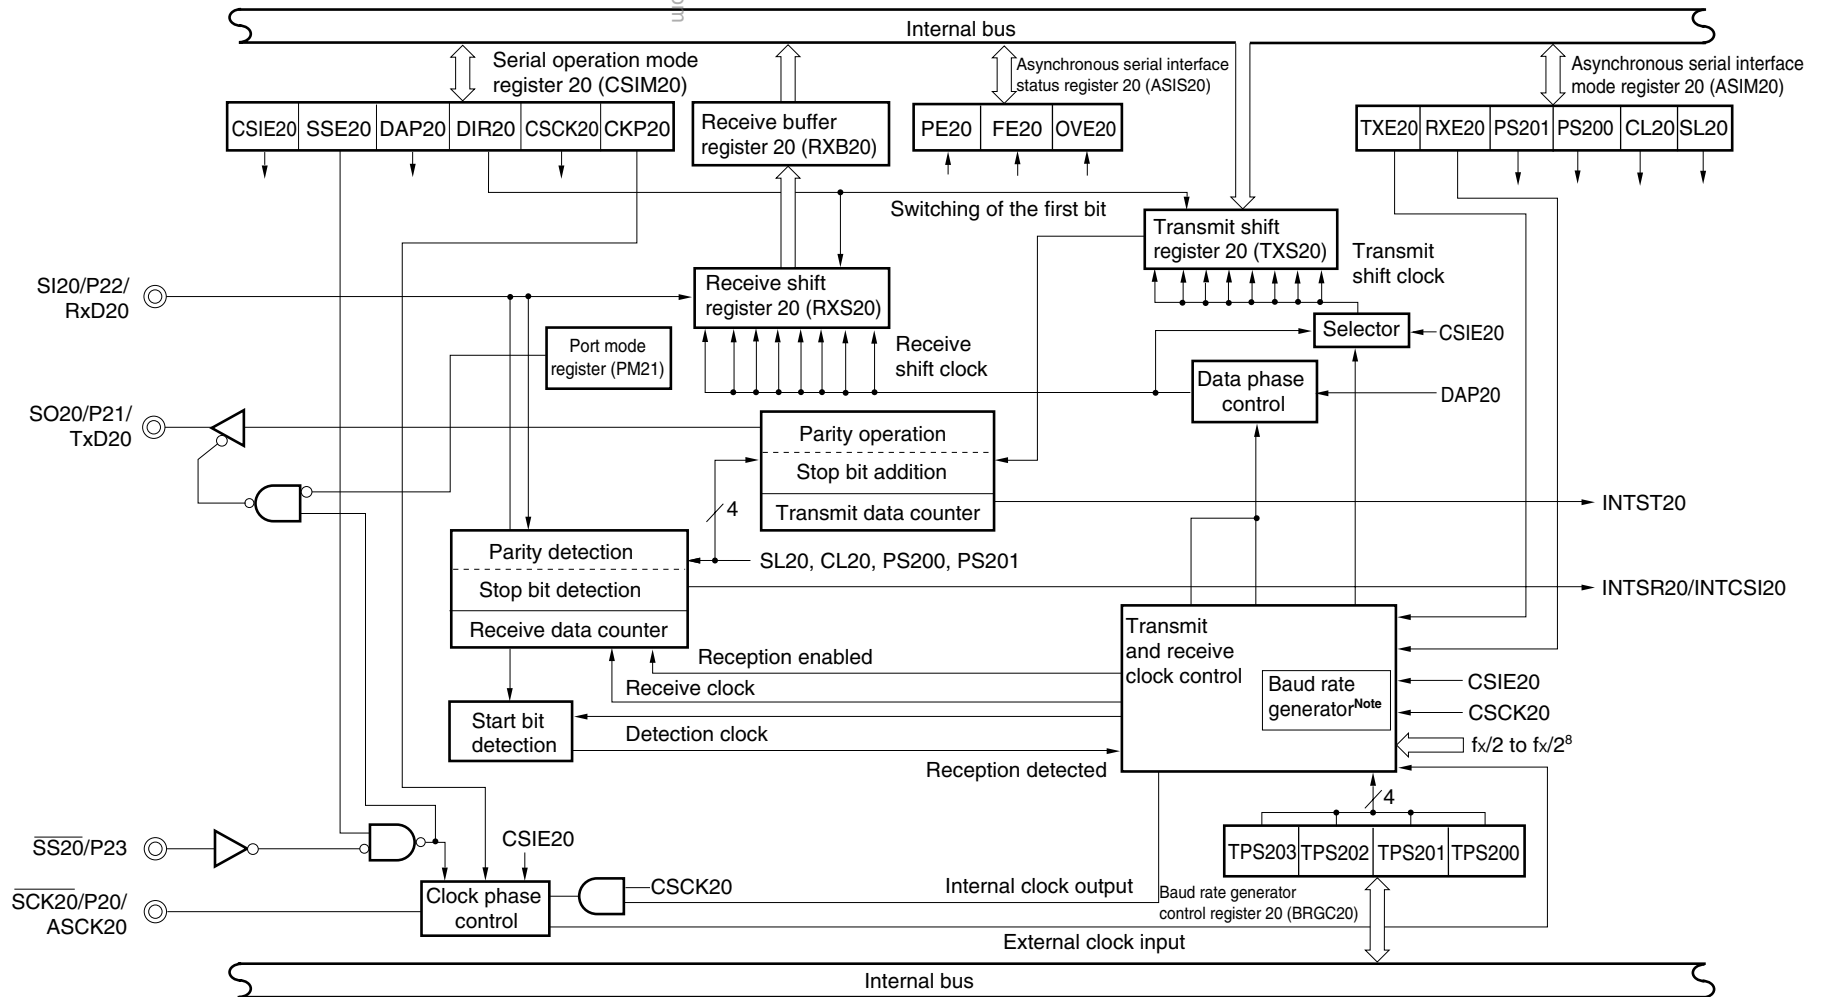 mo
Internal bus
Serial operation mode
register 20 (CSIM20)
Asynchronous serial interface
status register 20 (ASIS20)
Asynchronous serial interface
mode register 20 (ASIM20)
CSIE20 SSE20 DAP20 DIR20 CSCK20 CKP20
Receive buffer
register 20 (RXB20)
PE20 FE20 OVE20
TXE20 RXE20 PS201 PS200 CL20 SL20
Switching of the first bit
Transmit shift
register 20 (TXS20)
Transmit
shift clock
SI20/P22/
RxD20
Receive shift
register 20 (RXS20)
Selector
CSIE20
Port mode
register (PM21)
Receive
shift clock
Data phase
control
DAP20
SO20/P21/
TxD20
Parity operation
Stop bit addition
Transmit data counter
4
INTST20
Parity detection
Stop bit detection
Receive data counter
SL20, CL20, PS200, PS201
INTSR20/INTCSI20
Transmit
and receive
clock control
Reception enabled
Receive clock
Baud rate
generatorNote
CSIE20
CSCK20
fx/2 to fx/2⁸
Start bit
detection
Detection clock
Reception detected
4
TPS203 TPS202 TPS201 TPS200
SS20/P23
CSIE20
CSCK20
Internal clock output
Baud rate generator
control register 20 (BRGC20)
SCK20/P20/
ASCK20
Clock phase
control
External clock input
Internal bus